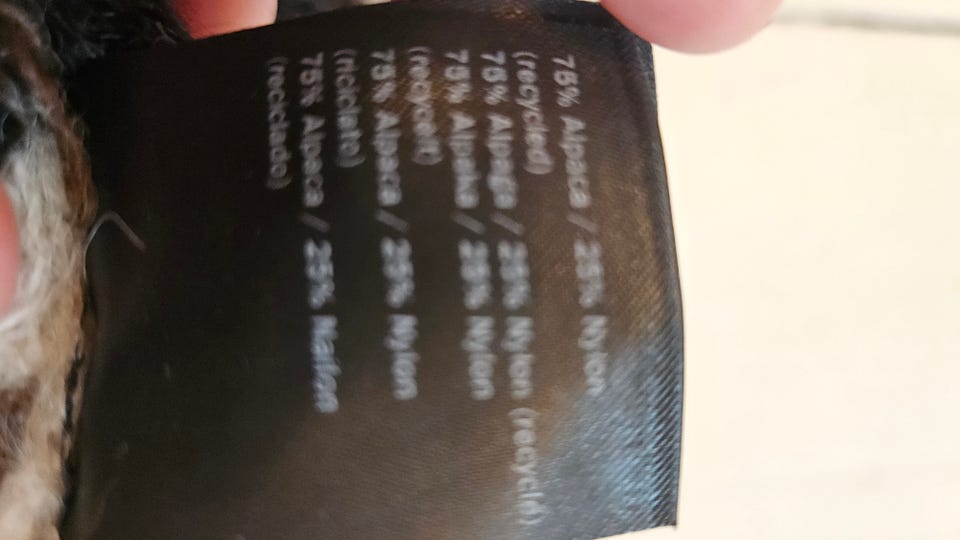 75% Alpaca / 25% Nylon
(recycled)
75% Alpaga / 25% Nylon (recyclé)
75% Alpaka / 25% Nylon
(recycelt)
75% Alpaca / 25% Nylon
(riciclato)
75% Alpaca / 25% Nailon
(reciclado)